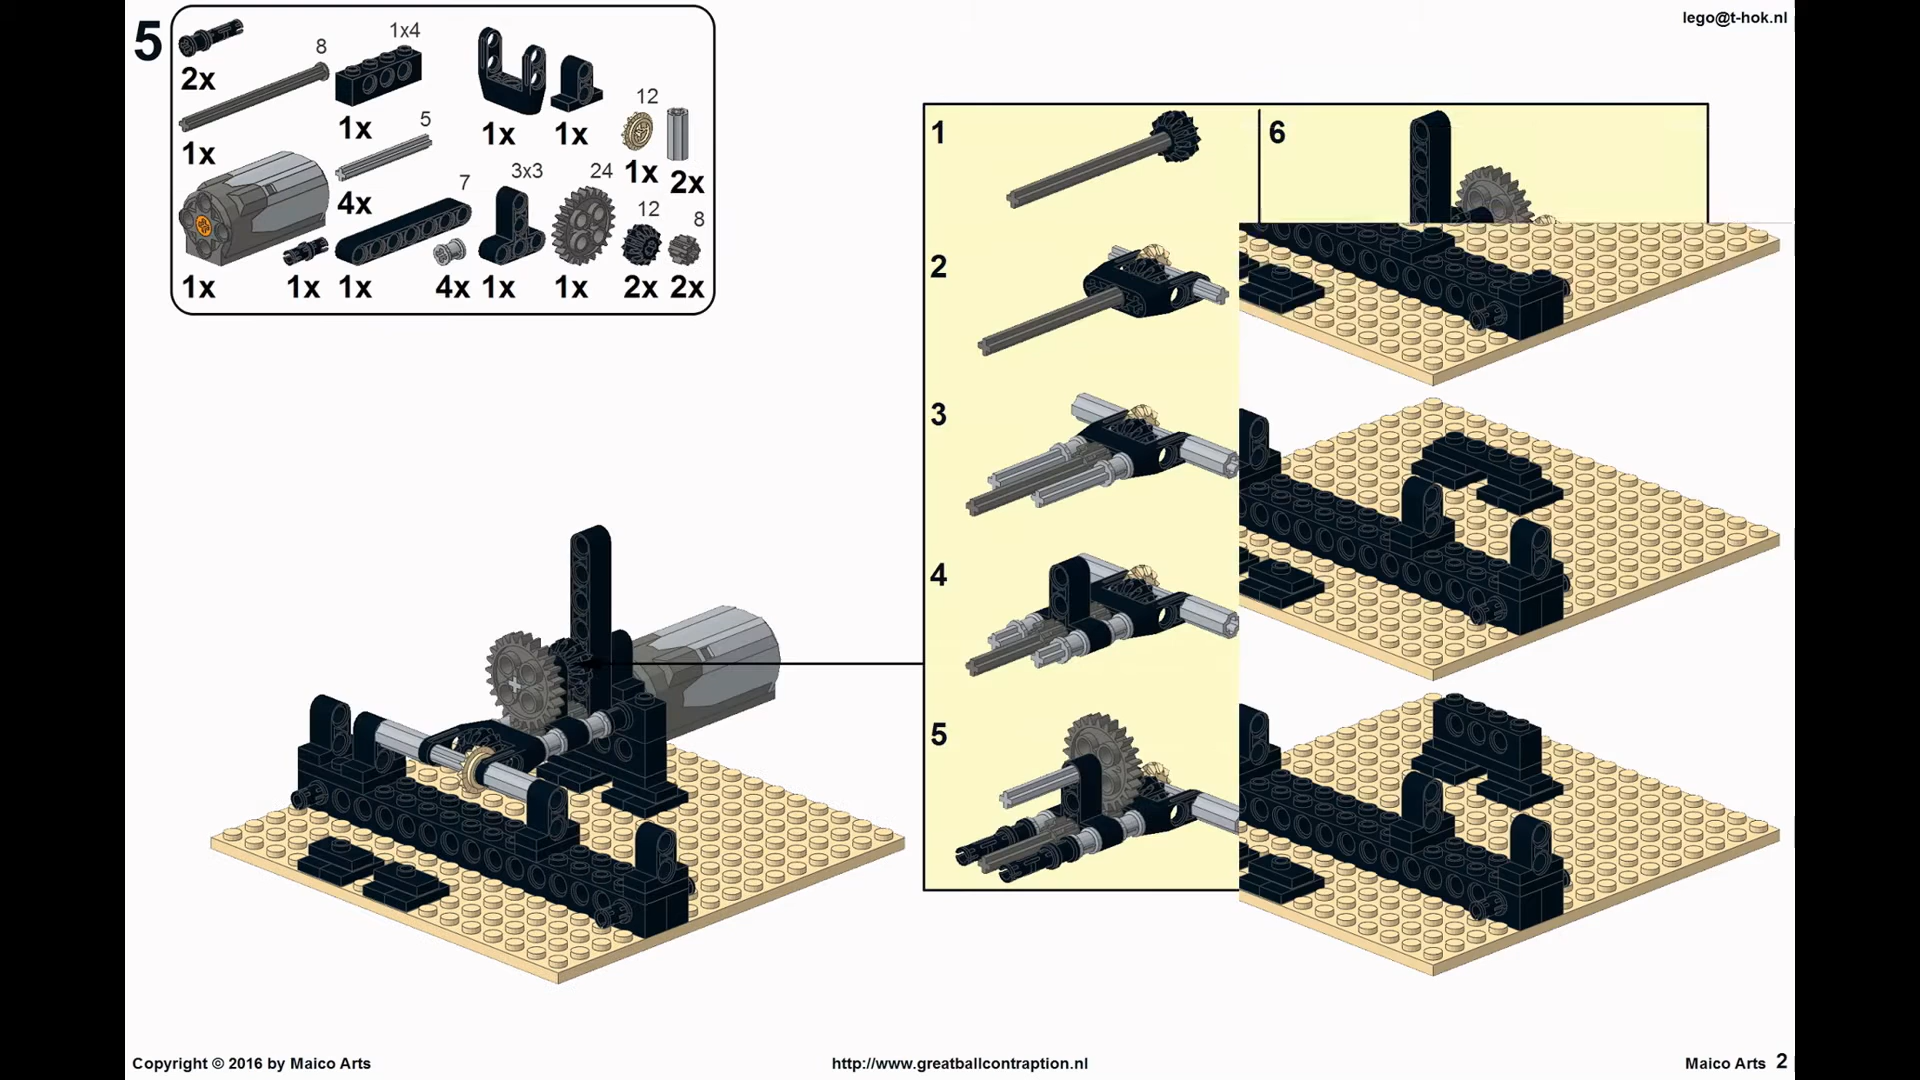 lego@t-hok.nl
5
2x
8
1x4
1x
1x
1x
1x
12
1x
2x
5
4x
7
3x3
24
12
8
1x
1x
1x
4x
1x
1x
2x
2x
1
2
3
4
5
6
Copyright © 2016 by Maico Arts
http://www.greatballcontraption.nl
Maico Arts 2